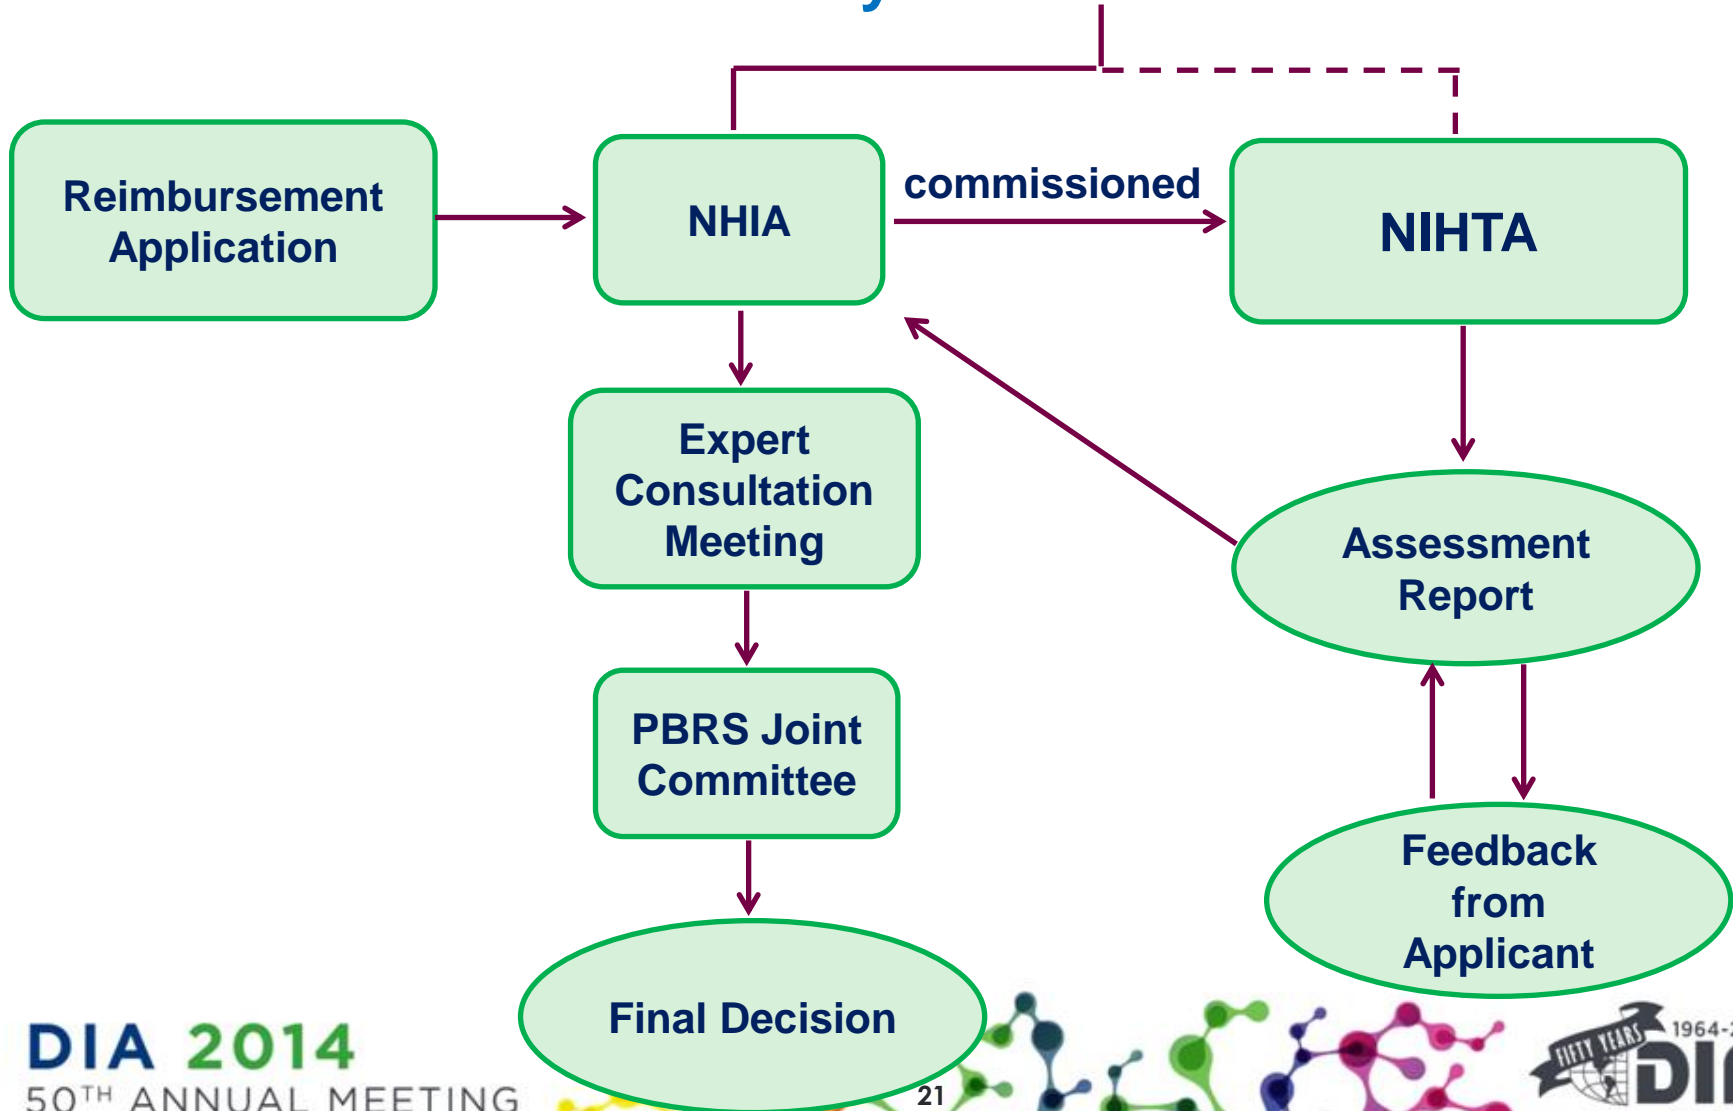 Reimbursement
Application
NHIA
commissioned
NIHTA
Expert
Consultation
Meeting
Assessment
Report
PBRS Joint
Committee
Feedback
from
Applicant
Final Decision
DIA 2014
50TH ANNUAL MEETING
21
FIFTY YEARS
1964-2